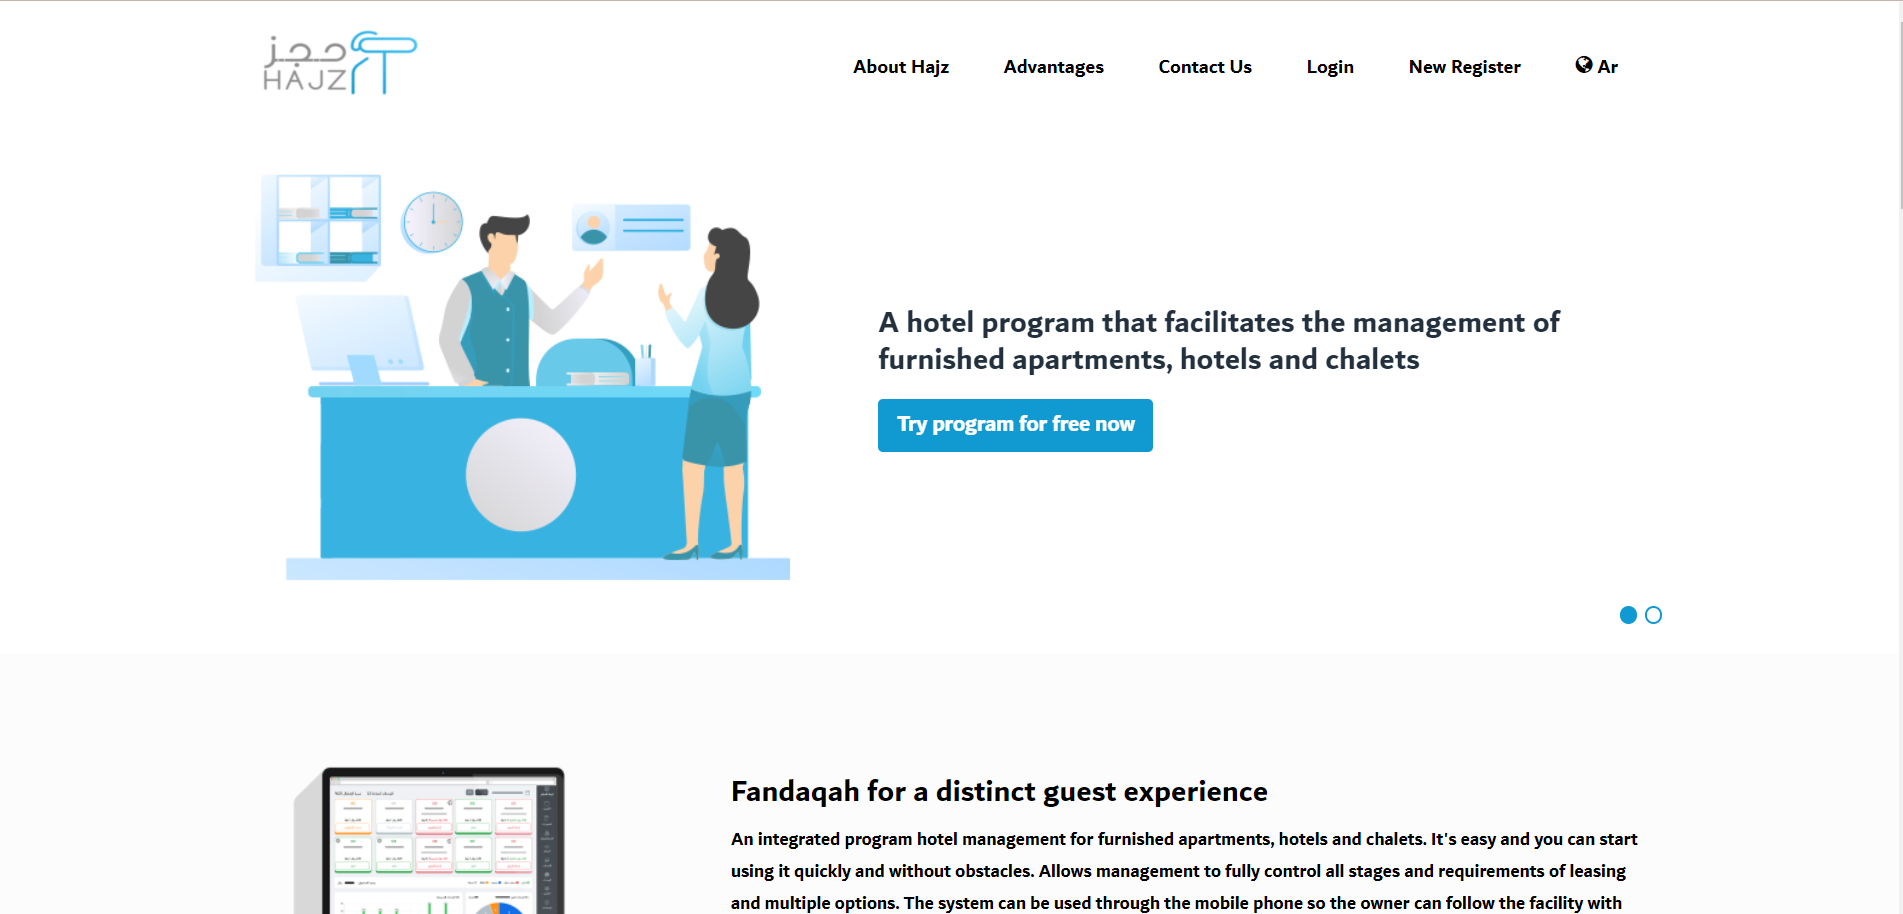 حجز
HAJZ
About Hajz
Advantages
Contact Us
Login
New Register
Ar
A hotel program that facilitates the management of
furnished apartments, hotels and chalets
Try program for free now
Fandaqah for a distinct guest experience
An integrated program hotel management for furnished apartments, hotels and chalets. It's easy and you can start
using it quickly and without obstacles. Allows management to fully control all stages and requirements of leasing
and multiple options. The system can be used through the mobile phone so the owner can follow the facility with